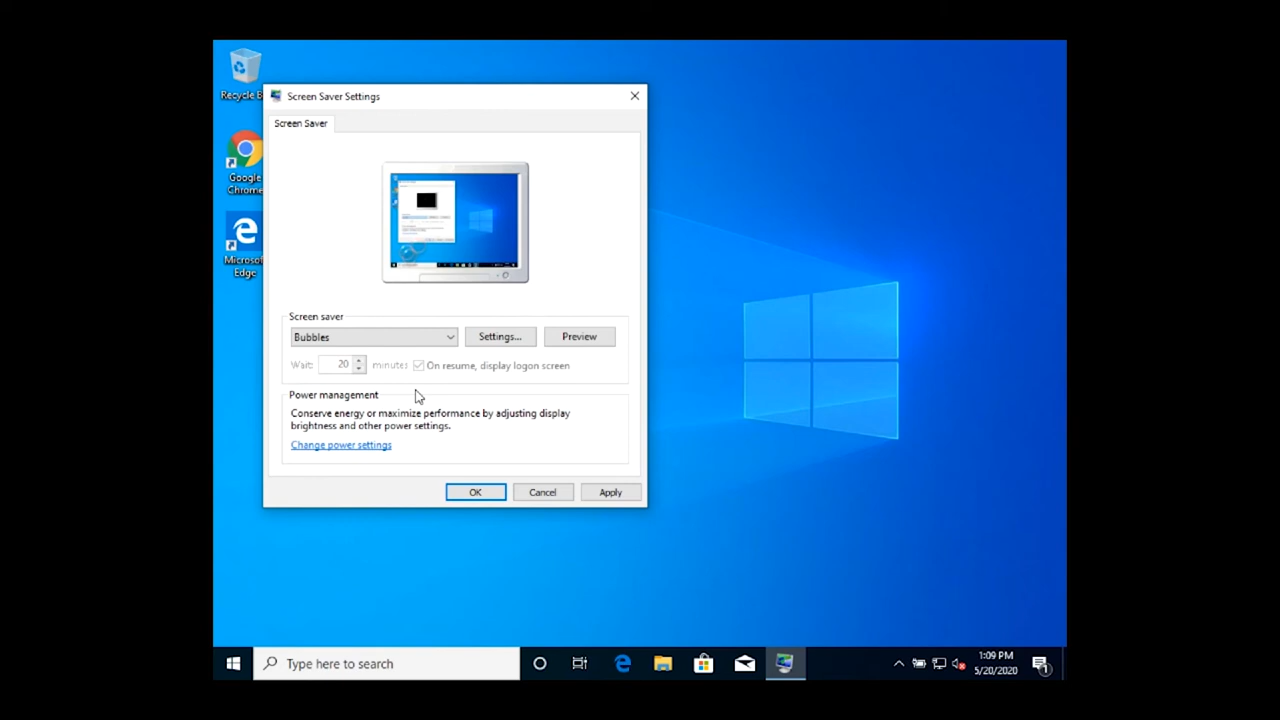 Recycle B
Screen Saver Settings
Screen Saver
Google
Chrome
Microsof
Edge
Screen saver
Bubbles
Settings...
Preview
Wait:
20
minutes
On resume, display logon screen
Power management
Conserve energy or maximize performance by adjusting display
brightness and other power settings.
Change power settings
OK
Cancel
Apply
Type here to search
1:09 PM
5/20/2020
1